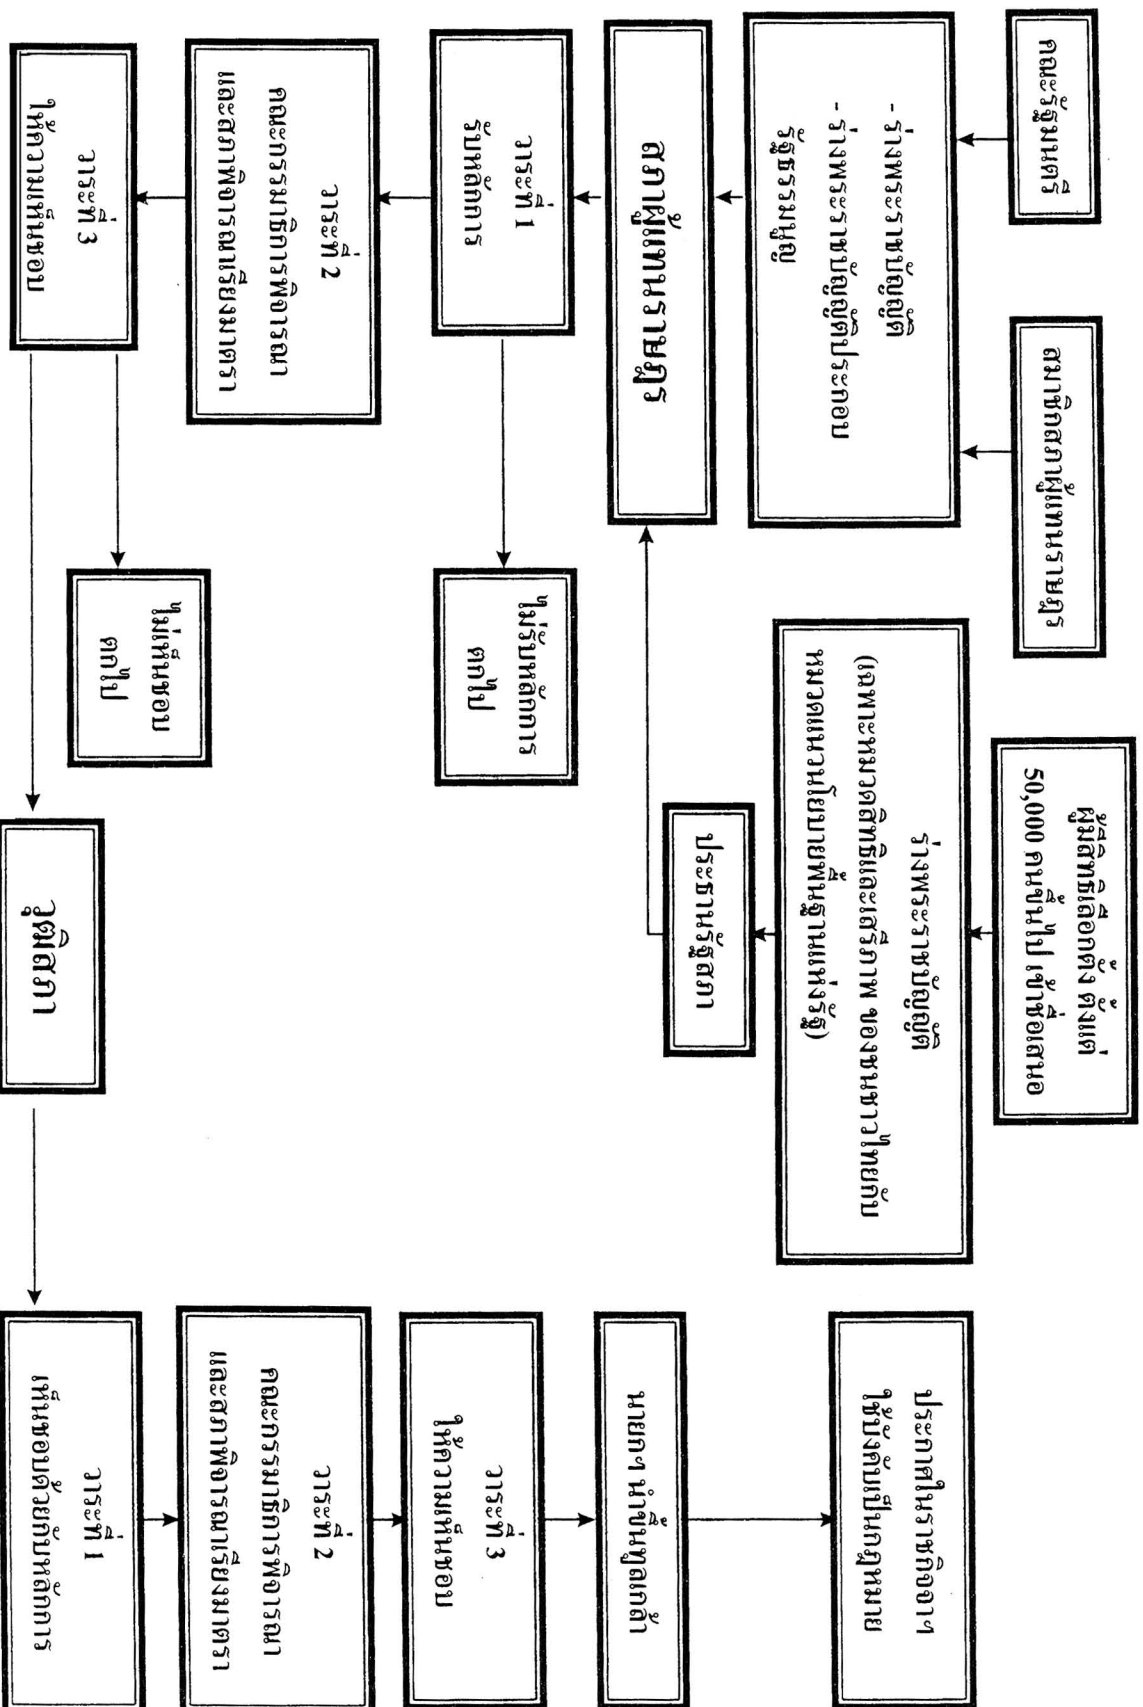 คณะรัฐมนตรี
สมาชิกสภาผู้แทนราษฎร
ผู้มีสิทธิเลือกตั้ง ตั้งแต่
50,000 คนขึ้นไป เข้าชื่อเสนอ
- ร่างพระราชบัญญัติ
- ร่างพระราชบัญญัติประกอบ
รัฐธรรมนูญ
ร่างพระราชบัญญัติ
(เฉพาะหมวดสิทธิและเสรีภาพ ของชนชาวไทยกับ
หมวดแนวนโยบายพื้นฐานแห่งรัฐ)
ประธานรัฐสภา
สภาผู้แทนราษฎร
วาระที่ 1
รับหลักการ
ไม่รับหลักการ
ตกไป
วาระที่ 2
คณะกรรมาธิการพิจารณา
และสภาพิจารณาเรียงมาตรา
วาระที่ 3
ให้ความเห็นชอบ
ไม่เห็นชอบ
ตกไป
วุฒิสภา
วาระที่ 1
เห็นชอบด้วยกับหลักการ
วาระที่ 2
คณะกรรมาธิการพิจารณา
และสภาพิจารณาเรียงมาตรา
วาระที่ 3
ให้ความเห็นชอบ
นายกฯ นำขึ้นทูลเกล้า
ประกาศในราชกิจจาฯ
ใช้บังคับเป็นกฎหมาย